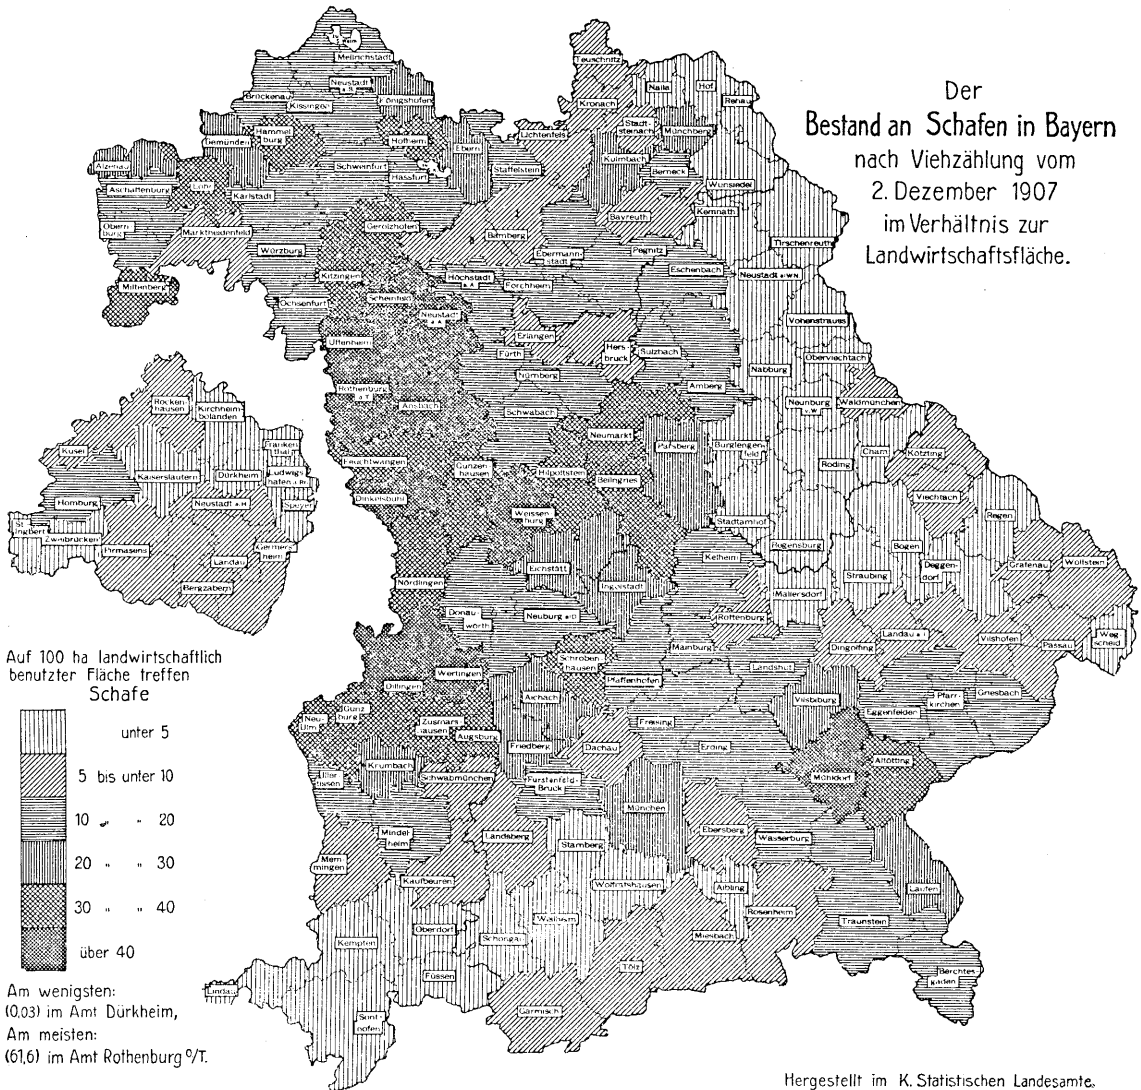 Der
Bestand an Schafen in Bayern
nach Viehzählung vom
2. Dezember 1907
im Verhältnis zur
Landwirtschaftsfläche.
Mellrichstadt
Neustadt a.S.
Brückenau
Kissingen
Königshofen
Hammelburg
Gemünden
Hofheim
Ebern
Schweinfurt
Hassfurt
Staffelstein
Lichtenfels
Teuschnitz
Kronach
Naila
Hof
Rehau
Stadtsteinach
Münchberg
Kulmbach
Berneck
Wunsiedel
Alzenau
Aschaffenburg
Lohr
Karlstadt
Obernburg
Marktheidenfeld
Würzburg
Gerolzhofen
Bamberg
Bayreuth
Kemnath
Tirschenreuth
Pegnitz
Ebermannstadt
Eschenbach
Neustadt a/WN
Miltenberg
Kitzingen
Scheinfeld
Höchstadt a.A.
Forchheim
Ochsenfurt
Neustadt a.A.
Vohenstrauss
Uffenheim
Erlangen
Fürth
Hersbruck
Sulzbach
Oberviechtach
Nürnberg
Amberg
Nabburg
Rothenburg o.T.
Ansbach
Schwabach
Neunburg v.W.
Waldmünchen
Neumarkt
Parsberg
Burglengenfeld
Cham
Kötzting
Roding
Feuchtwangen
Gunzenhausen
Hilpoltstein
Beilngries
Viechtach
Dinkelsbühl
Weissenburg
Stadtamhof
Regen
Regensburg
Bogen
Deggendorf
Grafenau
Wolfstein
Eichstätt
Kelheim
Straubing
Nördlingen
Ingolstadt
Mallersdorf
Donauwörth
Neuburg a/D
Rottenburg
Landau a/I
Vilshofen
Passau
Wegscheid
Mainburg
Dingolfing
Wertingen
Schrobenhausen
Pfaffenhofen
Landshut
Dillingen
Aichach
Vilsbiburg
Pfarrkirchen
Griesbach
Eggenfelden
Neu-Ulm
Günzburg
Zusmarshausen
Augsburg
Friedberg
Freising
Dachau
Erding
Mühldorf
Altötting
Illertissen
Krumbach
Schwabmünchen
Fürstenfeld-Bruck
München
Mindelheim
Landsberg
Ebersberg
Wasserburg
Starnberg
Memmingen
Kaufbeuren
Wolfratshausen
Aibling
Laufen
Rosenheim
Traunstein
Kempten
Oberdorf
Schongau
Weilheim
Miesbach
Berchtesgaden
Lindau
Füssen
Tölz
Sonthofen
Garmisch
Rockenhausen
Kirchheimbolanden
Kusel
Frankenthal
Kaiserslautern
Dürkheim
Ludwigshafen a.Rh.
Homburg
Neustadt a.H.
Speyer
St. Ingbert
Zweibrücken
Pirmasens
Landau
Germersheim
Bergzabern
Auf 100 ha landwirtschaftlich
benutzter Fläche treffen
Schafe
unter 5
5 bis unter 10
10 „ „ 20
20 „ „ 30
30 „ „ 40
über 40
Am wenigsten:
(0,03) im Amt Dürkheim,
Am meisten:
(61,6) im Amt Rothenburg o/T.
Hergestellt im K. Statistischen Landesamte.